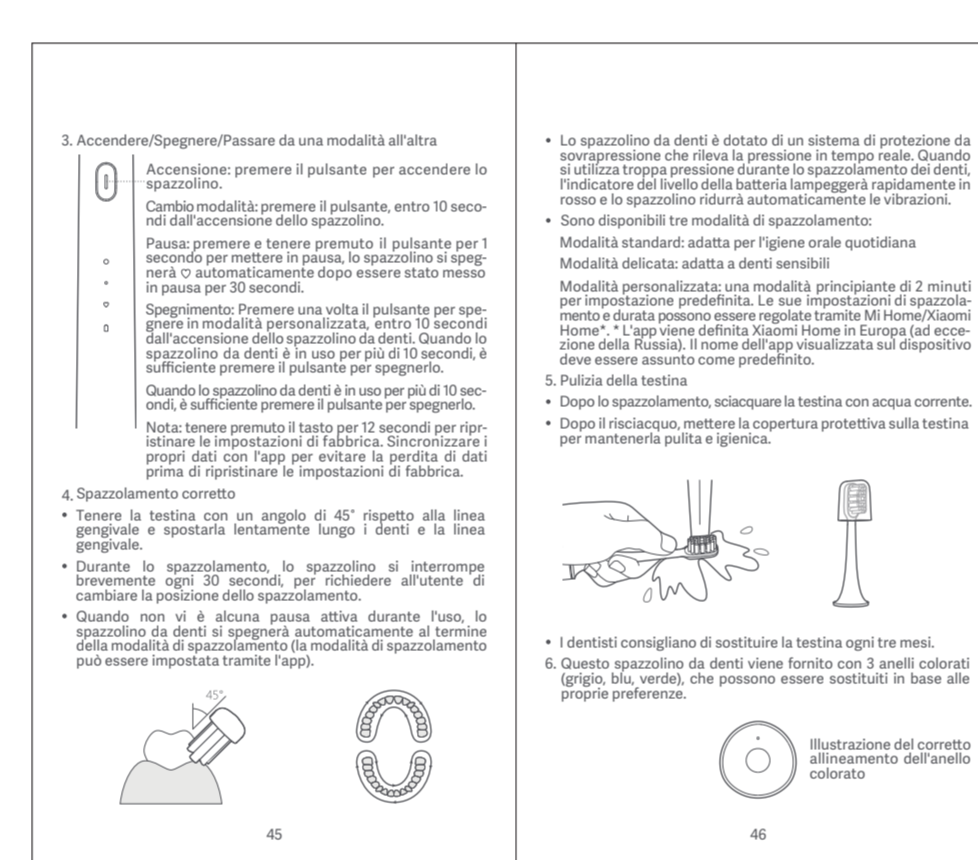 3. Accendere/Spegnere/Passare da una modalità all'altra
Accensione: premere il pulsante per accendere lo
spazzolino.
Cambio modalità: premere il pulsante, entro 10 seco-
ndi dall'accensione dello spazzolino.
Pausa: premere e tenere premuto il pulsante per 1
secondo per mettere in pausa, lo spazzolino si speg-
nerà ♡ automaticamente dopo essere stato messo
in pausa per 30 secondi.
Spegnimento: Premere una volta il pulsante per spe-
gnere in modalità personalizzata, entro 10 secondi
dall'accensione dello spazzolino da denti. Quando lo
spazzolino da denti è in uso per più di 10 secondi, è
sufficiente premere il pulsante per spegnerlo.
Quando lo spazzolino da denti è in uso per più di 10 sec-
ondi, è sufficiente premere il pulsante per spegnerlo.
Nota: tenere premuto il tasto per 12 secondi per ripr-
istinare le impostazioni di fabbrica. Sincronizzare i
propri dati con l'app per evitare la perdita di dati
prima di ripristinare le impostazioni di fabbrica.
4. Spazzolamento corretto
• Tenere la testina con un angolo di 45° rispetto alla linea
gengivale e spostarla lentamente lungo i denti e la linea
gengivale.
• Durante lo spazzolamento, lo spazzolino si interrompe
brevemente ogni 30 secondi, per richiedere all'utente di
cambiare la posizione dello spazzolamento.
• Quando non vi è alcuna pausa attiva durante l'uso, lo
spazzolino da denti si spegnerà automaticamente al termine
della modalità di spazzolamento (la modalità di spazzolamento
può essere impostata tramite l'app).
45°
45
• Lo spazzolino da denti è dotato di un sistema di protezione da
sovrapressione che rileva la pressione in tempo reale. Quando
si utilizza troppa pressione durante lo spazzolamento dei denti,
l'indicatore del livello della batteria lampeggerà rapidamente in
rosso e lo spazzolino ridurrà automaticamente le vibrazioni.
• Sono disponibili tre modalità di spazzolamento:
Modalità standard: adatta per l'igiene orale quotidiana
Modalità delicata: adatta a denti sensibili
Modalità personalizzata: una modalità principiante di 2 minuti
per impostazione predefinita. Le sue impostazioni di spazzola-
mento e durata possono essere regolate tramite Mi Home/Xiaomi
Home*. * L'app viene definita Xiaomi Home in Europa (ad ecce-
zione della Russia). Il nome dell'app visualizzata sul dispositivo
deve essere assunto come predefinito.
5. Pulizia della testina
• Dopo lo spazzolamento, sciacquare la testina con acqua corrente.
• Dopo il risciacquo, mettere la copertura protettiva sulla testina
per mantenerla pulita e igienica.
• I dentisti consigliano di sostituire la testina ogni tre mesi.
6. Questo spazzolino da denti viene fornito con 3 anelli colorati
(grigio, blu, verde), che possono essere sostituiti in base alle
proprie preferenze.
Illustrazione del corretto
allineamento dell'anello
colorato
46